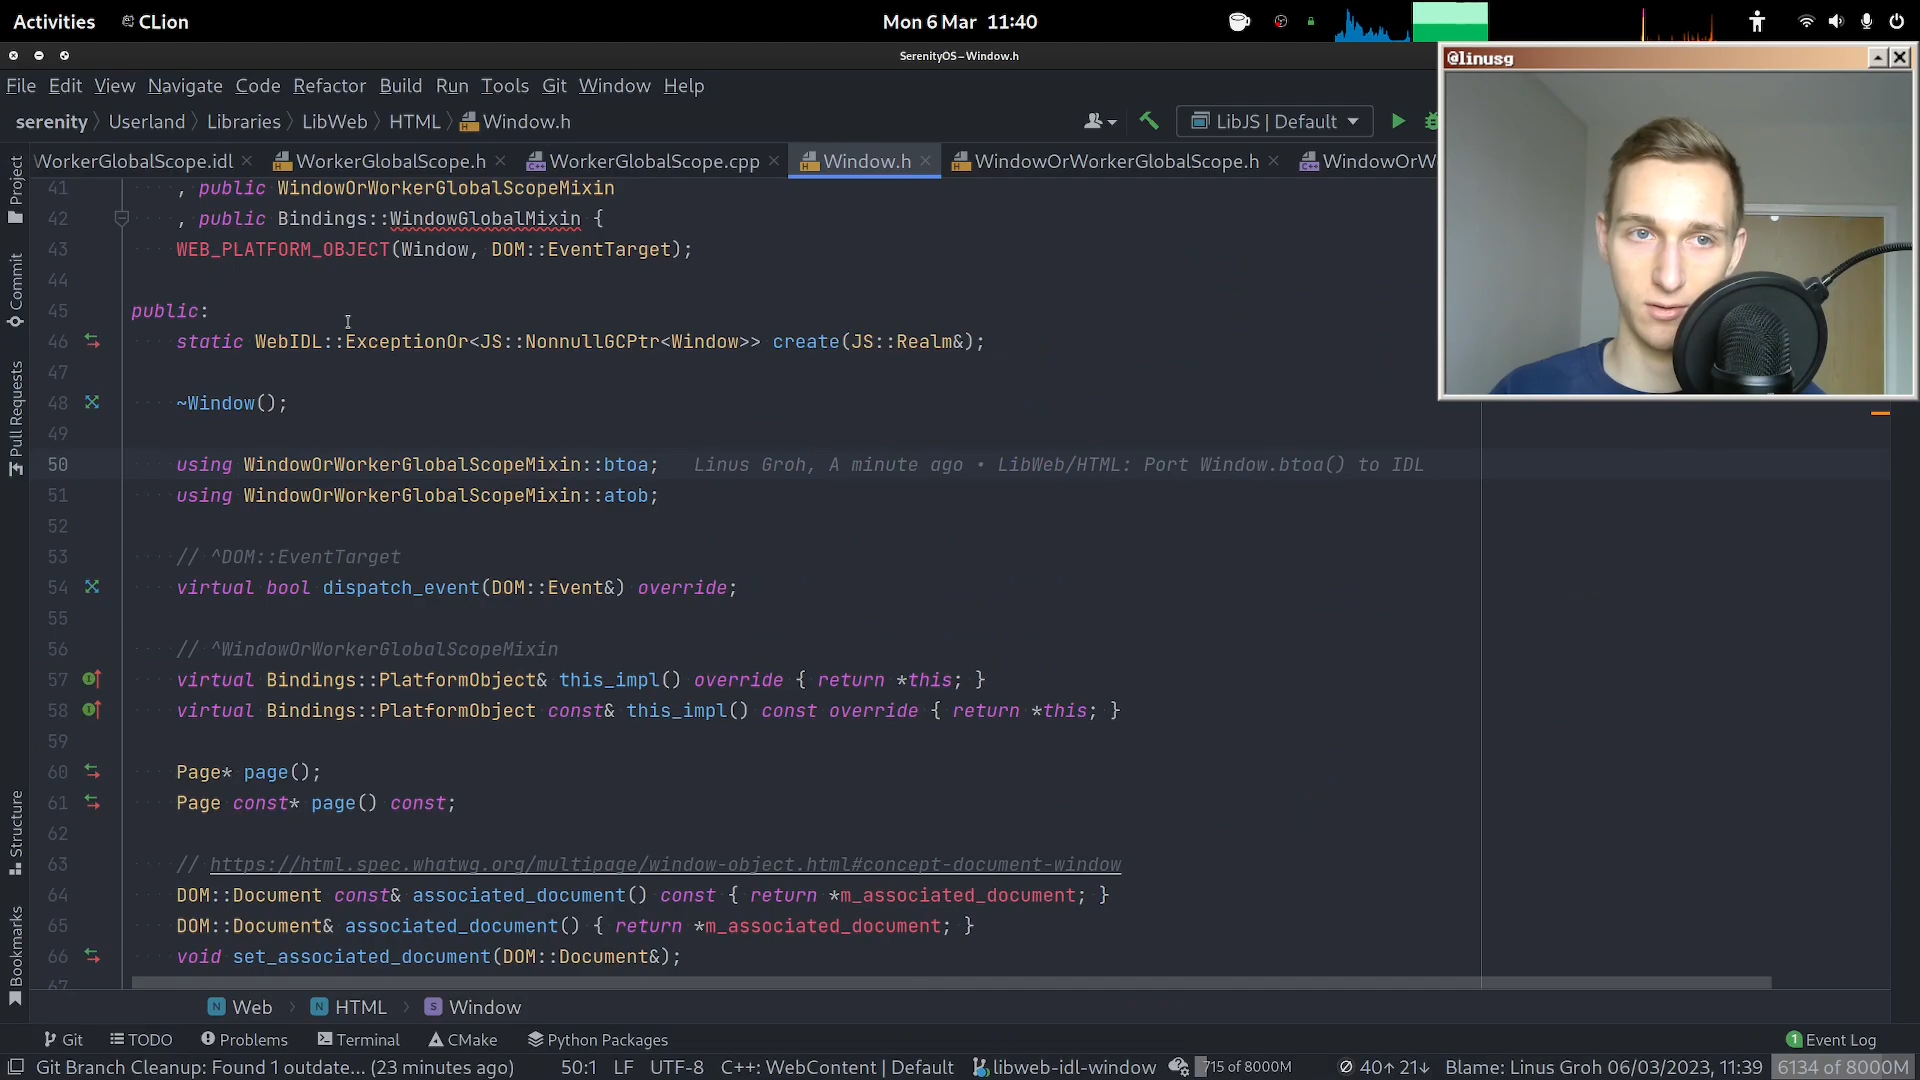 Activities CLion Mon 6 Mar 11:40
SerenityOS – Window.h
@linusg
File Edit View Navigate Code Refactor Build Run Tools Git Window Help
serenity Userland Libraries LibWeb HTML Window.h LibJS | Default
WorkerGlobalScope.idl WorkerGlobalScope.h WorkerGlobalScope.cpp Window.h WindowOrWorkerGlobalScope.h WindowOrW
Project
Commit
Pull Requests
Structure
Bookmarks
41 , public WindowOrWorkerGlobalScopeMixin
42 , public Bindings::WindowGlobalMixin {
43 WEB_PLATFORM_OBJECT(Window, DOM::EventTarget);
44
45 public:
46 static WebIDL::ExceptionOr<JS::NonnullGCPtr<Window>> create(JS::Realm&);
47
48 ~Window();
49
50 using WindowOrWorkerGlobalScopeMixin::btoa; Linus Groh, A minute ago • LibWeb/HTML: Port Window.btoa() to IDL
51 using WindowOrWorkerGlobalScopeMixin::atob;
52
53 // ^DOM::EventTarget
54 virtual bool dispatch_event(DOM::Event&) override;
55
56 // ^WindowOrWorkerGlobalScopeMixin
57 virtual Bindings::PlatformObject& this_impl() override { return *this; }
58 virtual Bindings::PlatformObject const& this_impl() const override { return *this; }
59
60 Page* page();
61 Page const* page() const;
62
63 // https://html.spec.whatwg.org/multipage/window-object.html#concept-document-window
64 DOM::Document const& associated_document() const { return *m_associated_document; }
65 DOM::Document& associated_document() { return *m_associated_document; }
66 void set_associated_document(DOM::Document&);
67
N Web N HTML S Window
Git TODO Problems Terminal CMake Python Packages 1 Event Log
Git Branch Cleanup: Found 1 outdate... (23 minutes ago) 50:1 LF UTF-8 C++: WebContent | Default libweb-idl-window 715 of 8000M 40↑ 21↓ Blame: Linus Groh 06/03/2023, 11:39 6134 of 8000M